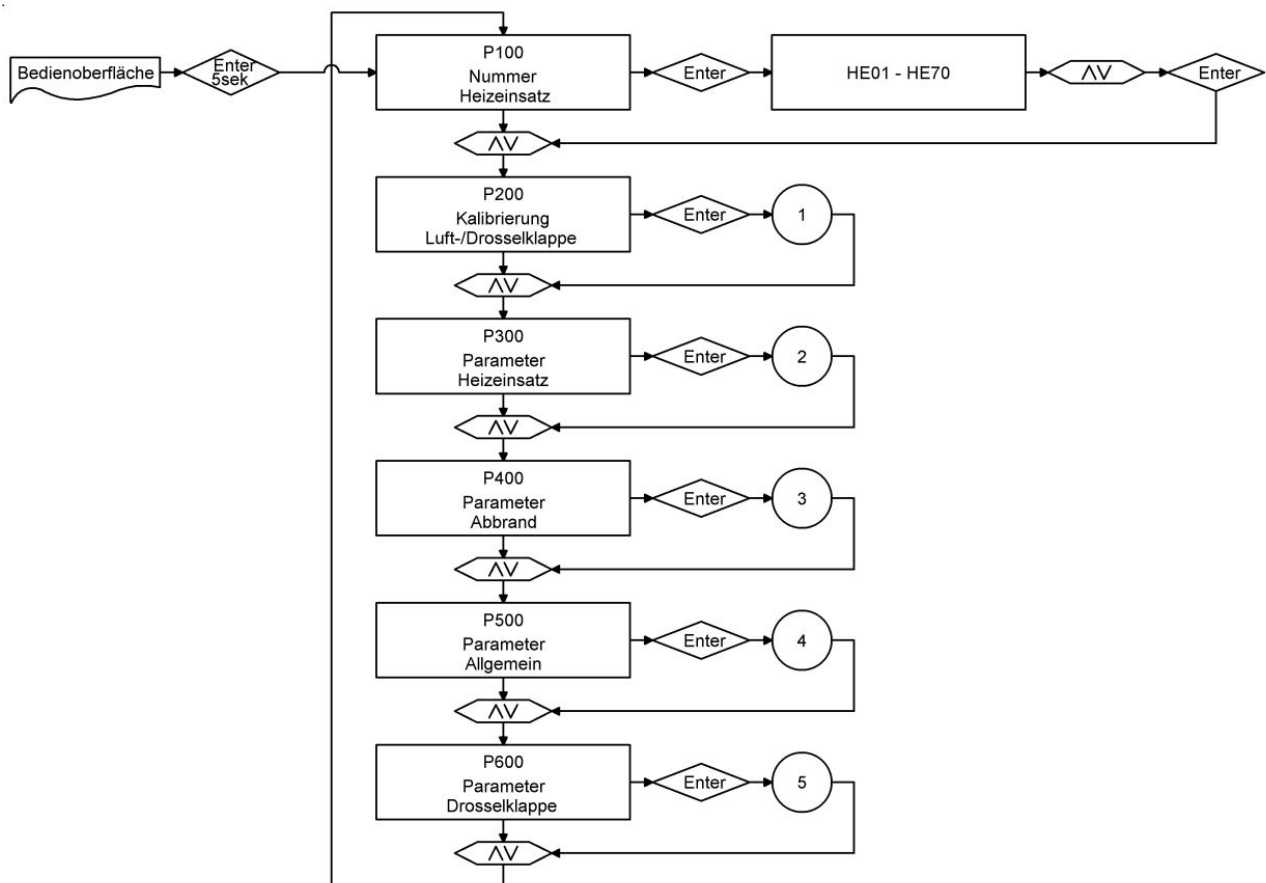 Bedienoberfläche
Enter
5sek
P100
Nummer
Heizeinsatz
Enter
HE01 - HE70
ΛV
Enter
ΛV
P200
Kalibrierung
Luft-/Drosselklappe
Enter
1
ΛV
P300
Parameter
Heizeinsatz
Enter
2
ΛV
P400
Parameter
Abbrand
Enter
3
ΛV
P500
Parameter
Allgemein
Enter
4
ΛV
P600
Parameter
Drosselklappe
Enter
5
ΛV